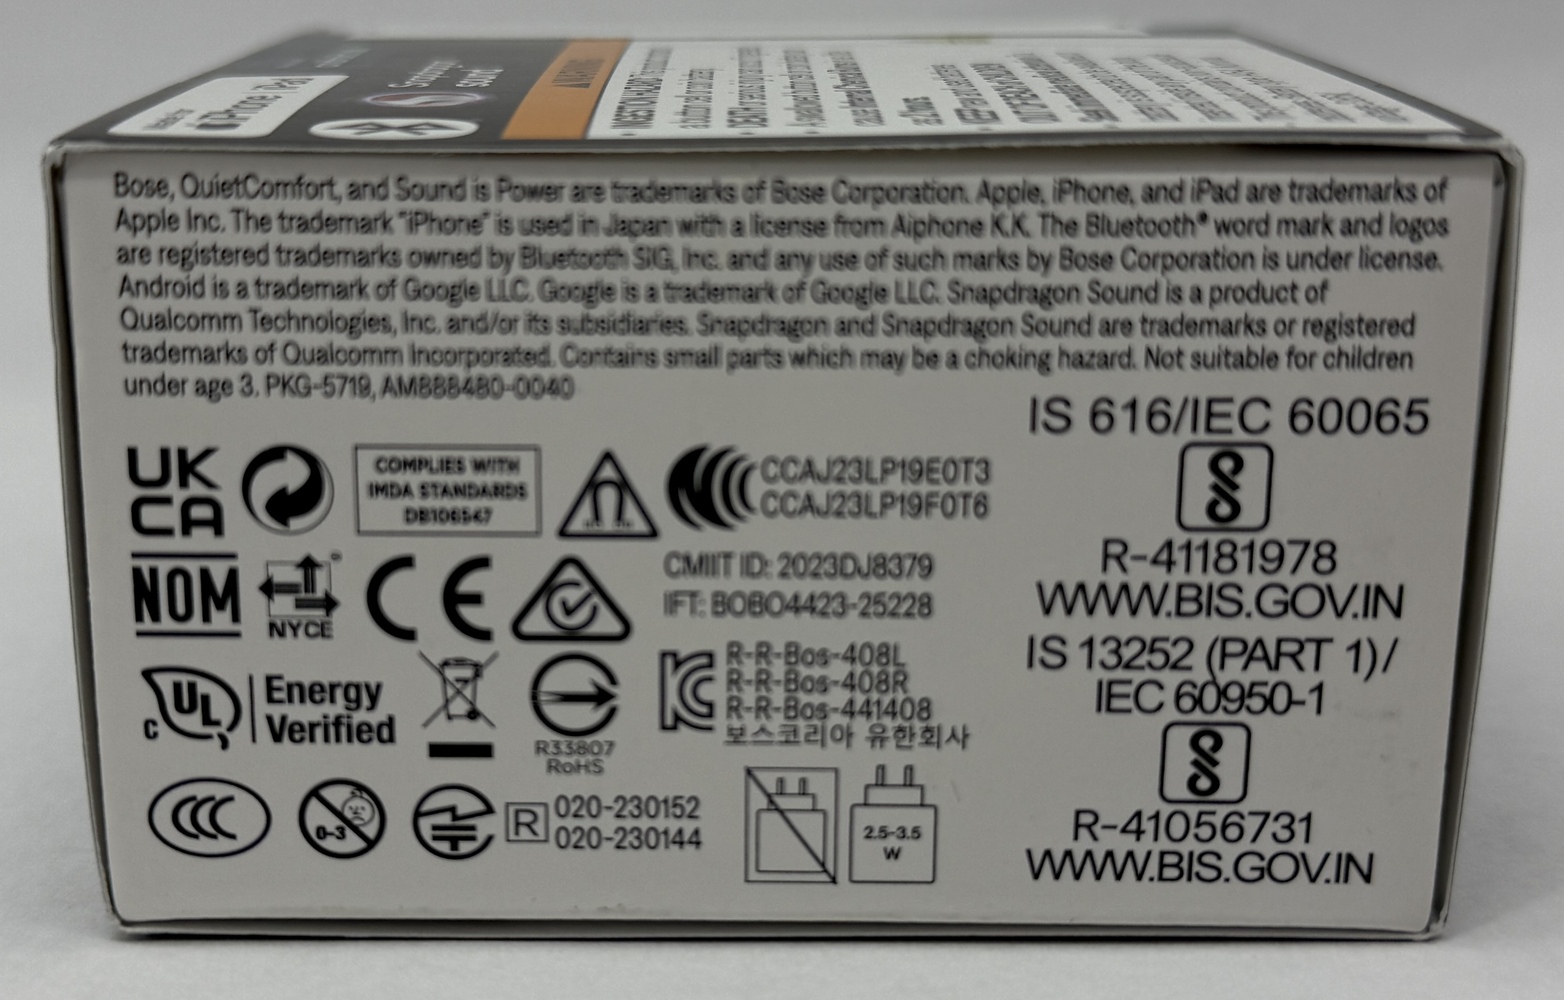 iPhone iPad
WARNING
Bose, QuietComfort, and Sound is Power are trademarks of Bose Corporation. Apple, iPhone, and iPad are trademarks of
Apple Inc. The trademark "iPhone" is used in Japan with a license from Aiphone K.K. The Bluetooth® word mark and logos
are registered trademarks owned by Bluetooth SIG, Inc. and any use of such marks by Bose Corporation is under license.
Android is a trademark of Google LLC. Google is a trademark of Google LLC. Snapdragon Sound is a product of
Qualcomm Technologies, Inc. and/or its subsidiaries. Snapdragon and Snapdragon Sound are trademarks or registered
trademarks of Qualcomm Incorporated. Contains small parts which may be a choking hazard. Not suitable for children
under age 3. PKG-5719, AM888480-0040
IS 616/IEC 60065
UK
CA
COMPLIES WITH
IMDA STANDARDS
DB106547
CCAJ23LP19E0T3
CCAJ23LP19F0T6
R-41181978
WWW.BIS.GOV.IN
NOM
NYCE
CE
CMIIT ID: 2023DJ8379
IFT: BOBO4423-25228
IS 13252 (PART 1)/
IEC 60950-1
C UL
Energy
Verified
R33807
RoHS
R-R-Bos-408L
R-R-Bos-408R
R-R-Bos-441408
보스코리아 유한회사
CCC
0-3
R
020-230152
020-230144
2.5-3.5
W
R-41056731
WWW.BIS.GOV.IN